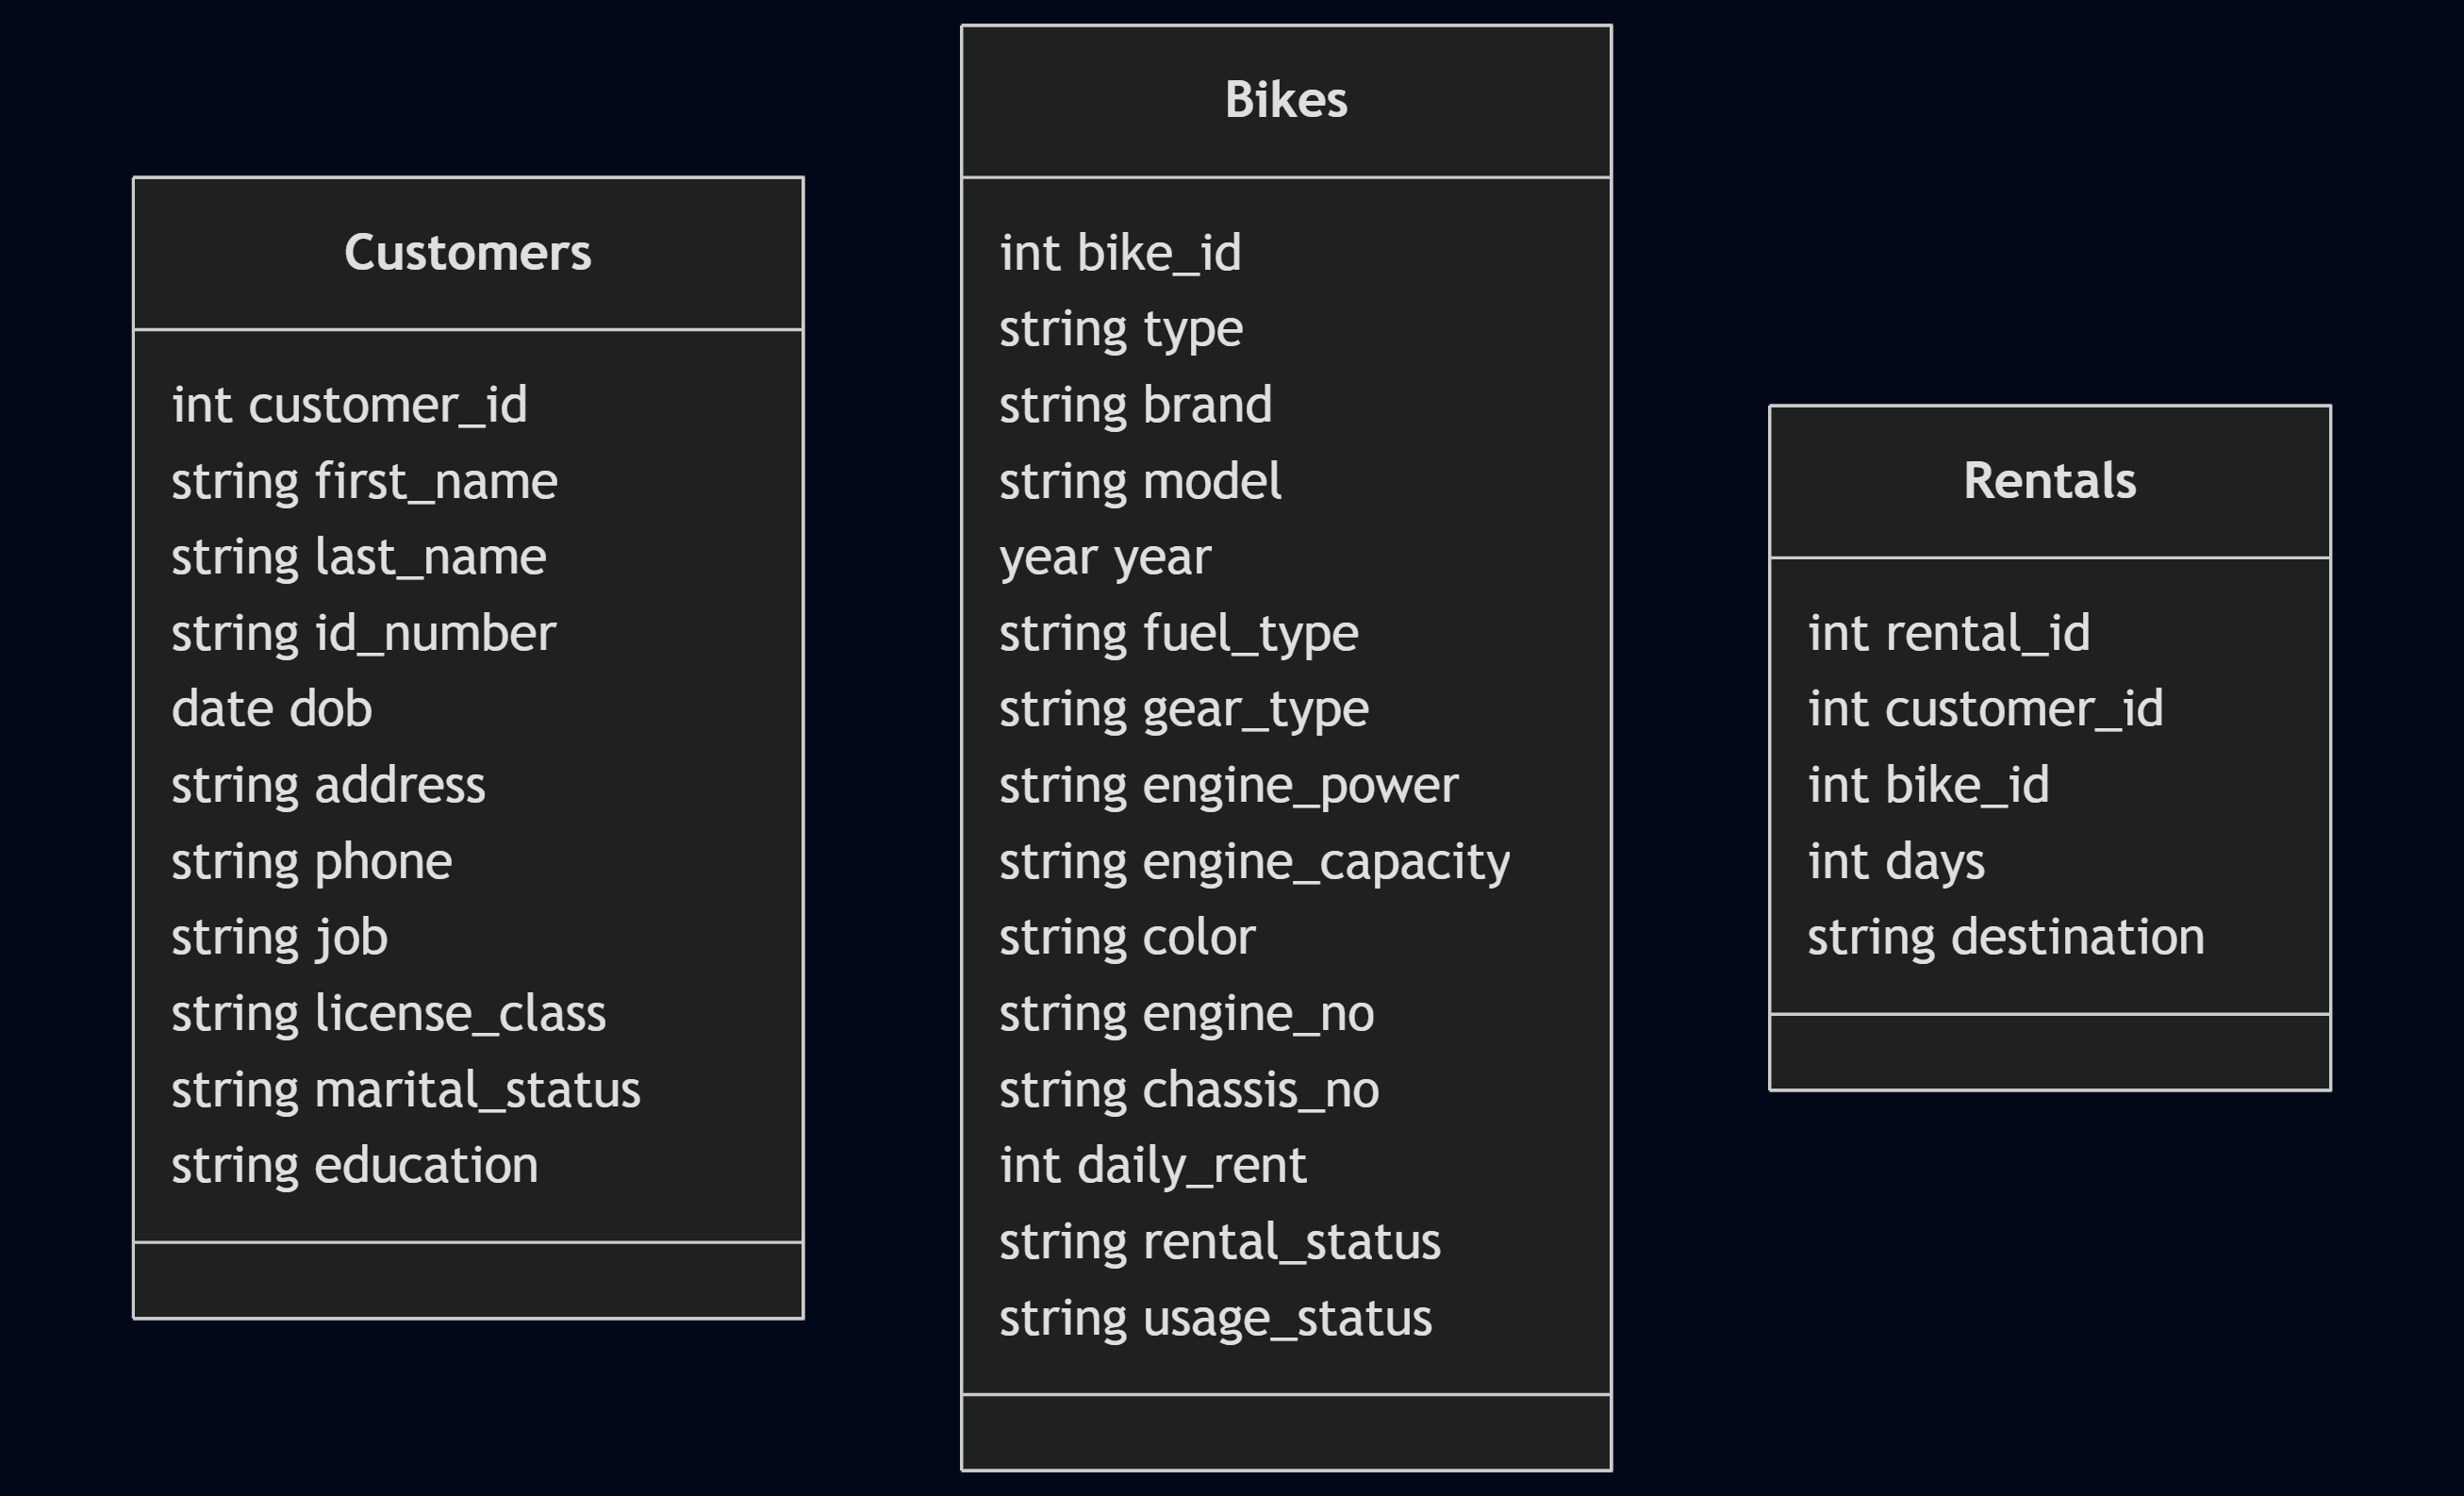 Customers
int customer_id
string first_name
string last_name
string id_number
date dob
string address
string phone
string job
string license_class
string marital_status
string education
Bikes
int bike_id
string type
string brand
string model
year year
string fuel_type
string gear_type
string engine_power
string engine_capacity
string color
string engine_no
string chassis_no
int daily_rent
string rental_status
string usage_status
Rentals
int rental_id
int customer_id
int bike_id
int days
string destination